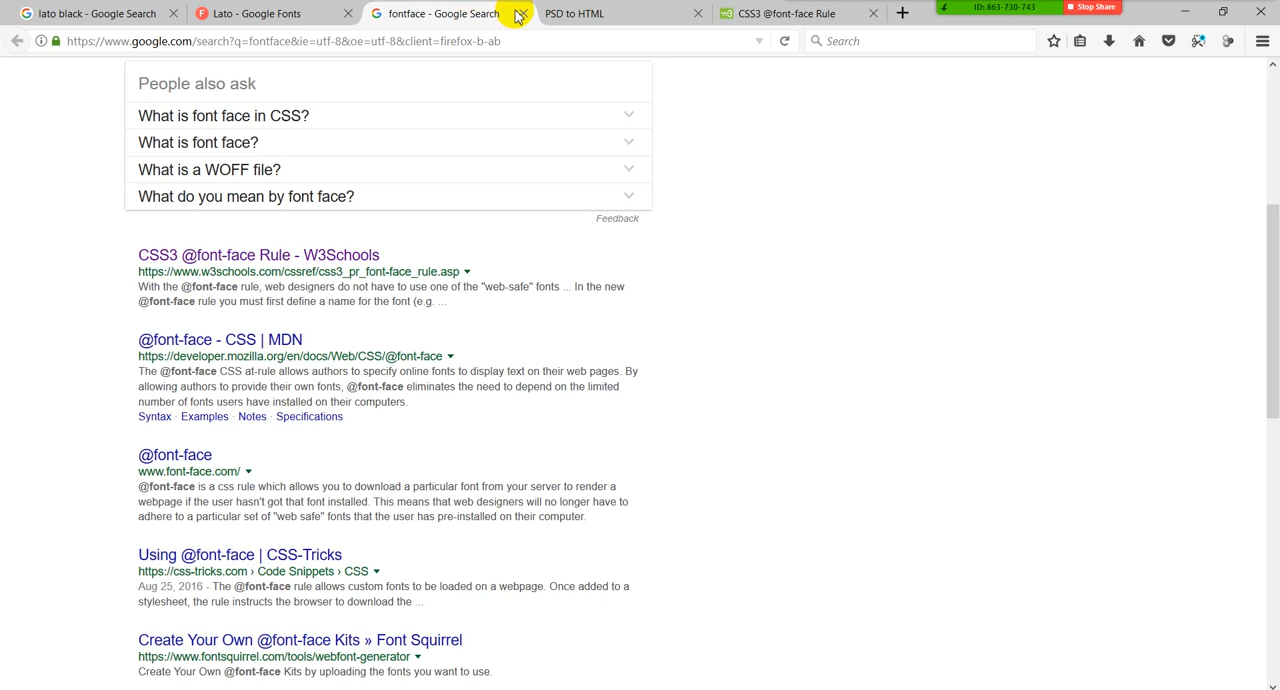 lato black - Google Search
Lato - Google Fonts
fontface - Google Search
PSD to HTML
CSS3 @font-face Rule
ID: 863-730-743
Stop Share
https://www.google.com/search?q=fontface&ie=utf-8&oe=utf-8&client=firefox-b-ab
Search
People also ask
What is font face in CSS?
What is font face?
What is a WOFF file?
What do you mean by font face?
Feedback
CSS3 @font-face Rule - W3Schools
https://www.w3schools.com/cssref/css3_pr_font-face_rule.asp
With the @font-face rule, web designers do not have to use one of the "web-safe" fonts ... In the new
@font-face rule you must first define a name for the font (e.g. ...
@font-face - CSS | MDN
https://developer.mozilla.org/en/docs/Web/CSS/@font-face
The @font-face CSS at-rule allows authors to specify online fonts to display text on their web pages. By
allowing authors to provide their own fonts, @font-face eliminates the need to depend on the limited
number of fonts users have installed on their computers.
Syntax · Examples · Notes · Specifications
@font-face
www.font-face.com/
@font-face is a css rule which allows you to download a particular font from your server to render a
webpage if the user hasn't got that font installed. This means that web designers will no longer have to
adhere to a particular set of "web safe" fonts that the user has pre-installed on their computer.
Using @font-face | CSS-Tricks
https://css-tricks.com › Code Snippets › CSS
Aug 25, 2016 - The @font-face rule allows custom fonts to be loaded on a webpage. Once added to a
stylesheet, the rule instructs the browser to download the ...
Create Your Own @font-face Kits » Font Squirrel
https://www.fontsquirrel.com/tools/webfont-generator
Create Your Own @font-face Kits by uploading the fonts you want to use.